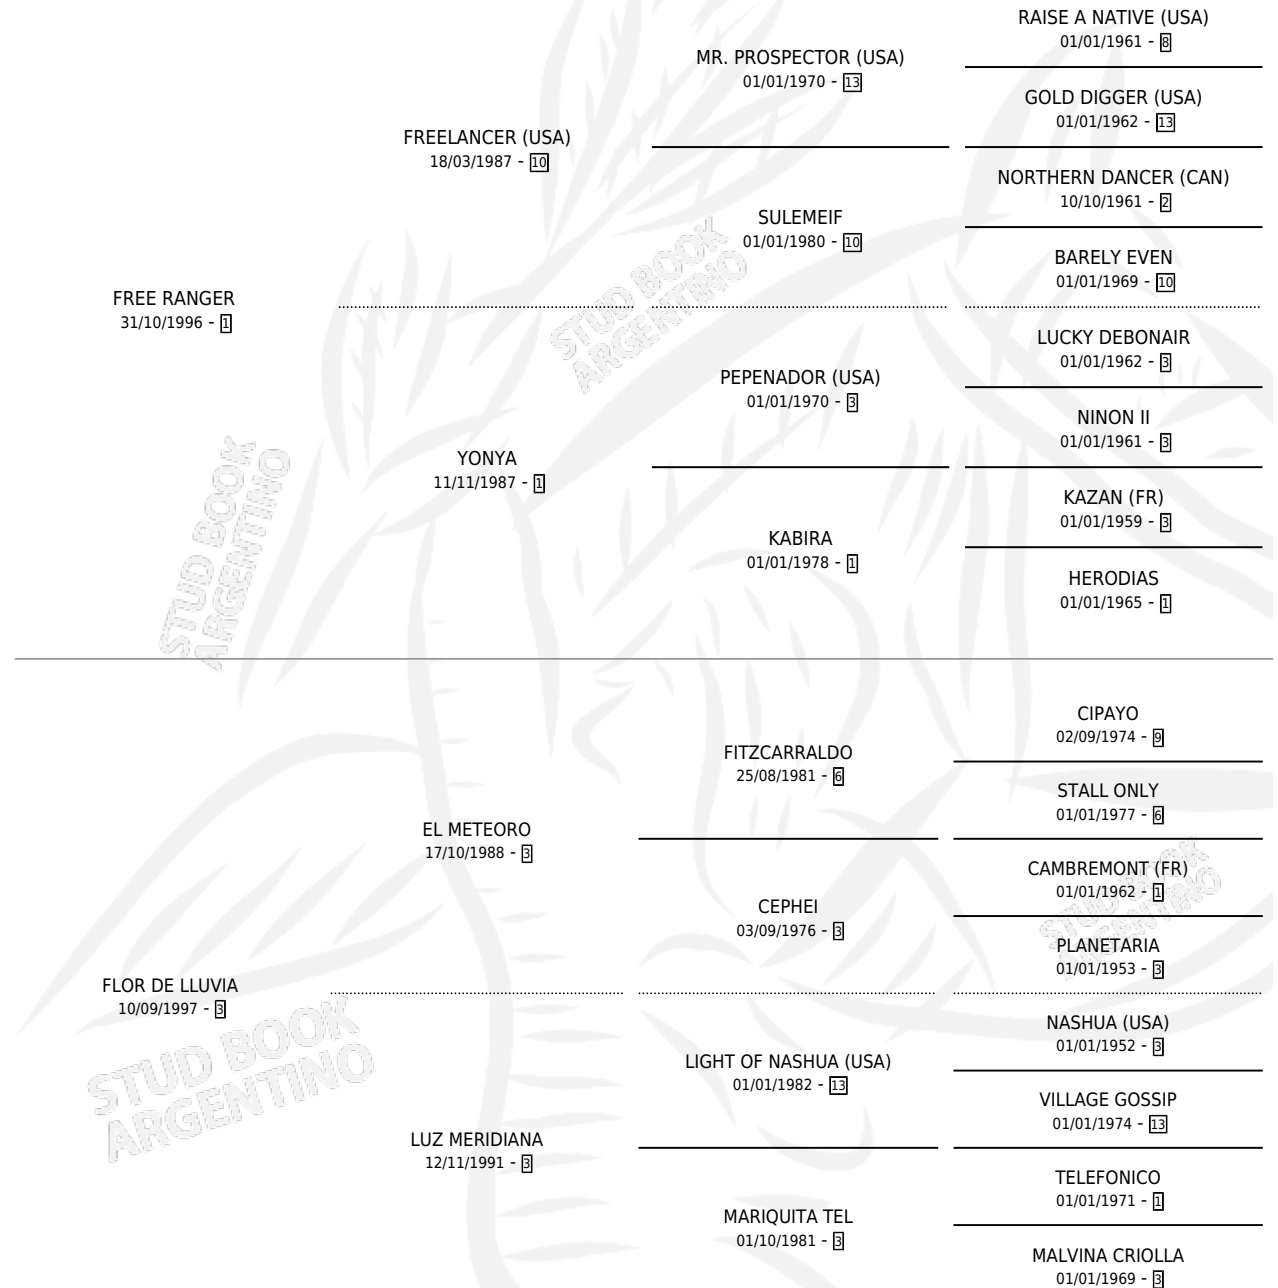 RAISE A NATIVE (USA)
01/01/1961 - 8
MR. PROSPECTOR (USA)
01/01/1970 - 13
GOLD DIGGER (USA)
01/01/1962 - 13
FREELANCER (USA)
18/03/1987 - 10
NORTHERN DANCER (CAN)
10/10/1961 - 2
SULEMEIF
01/01/1980 - 10
BARELY EVEN
01/01/1969 - 10
FREE RANGER
31/10/1996 - 1
LUCKY DEBONAIR
01/01/1962 - 3
PEPENADOR (USA)
01/01/1970 - 3
NINON II
01/01/1961 - 3
YONYA
11/11/1987 - 1
KAZAN (FR)
01/01/1959 - 3
KABIRA
01/01/1978 - 1
HERODIAS
01/01/1965 - 1
CIPAYO
02/09/1974 - 9
FITZCARRALDO
25/08/1981 - 6
STALL ONLY
01/01/1977 - 6
EL METEORO
17/10/1988 - 3
CAMBREMONT (FR)
01/01/1962 - 1
CEPHEI
03/09/1976 - 3
PLANETARIA
01/01/1953 - 3
FLOR DE LLUVIA
10/09/1997 - 3
NASHUA (USA)
01/01/1952 - 3
LIGHT OF NASHUA (USA)
01/01/1982 - 13
VILLAGE GOSSIP
01/01/1974 - 13
LUZ MERIDIANA
12/11/1991 - 3
TELEFONICO
01/01/1971 - 1
MARIQUITA TEL
01/10/1981 - 3
MALVINA CRIOLLA
01/01/1969 - 3
STUD BOOK
ARGENTINO
STUD BOOK
ARGENTINO
STUD BOOK
ARGENTINO
STUD BOOK
ARGENTINO